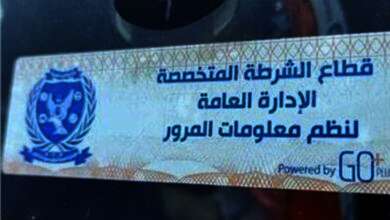 قطاع الشرطة المتخصصة
الإدارة العامة
لنظم معلومات المرور
Powered by GO+